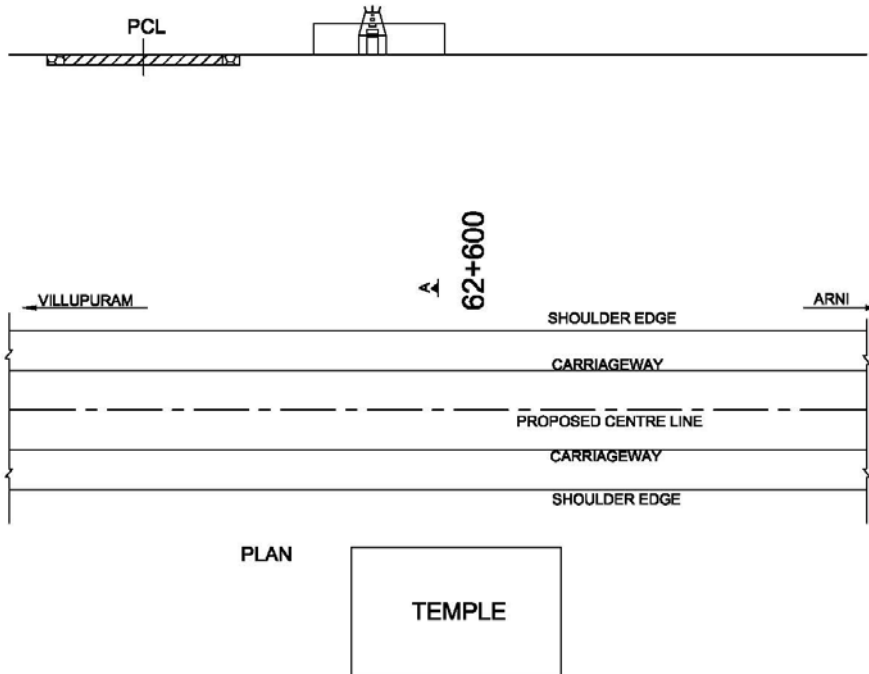 PCL
62+600
A
VILLUPURAM
ARNI
SHOULDER EDGE
CARRIAGEWAY
PROPOSED CENTRE LINE
CARRIAGEWAY
SHOULDER EDGE
PLAN
TEMPLE